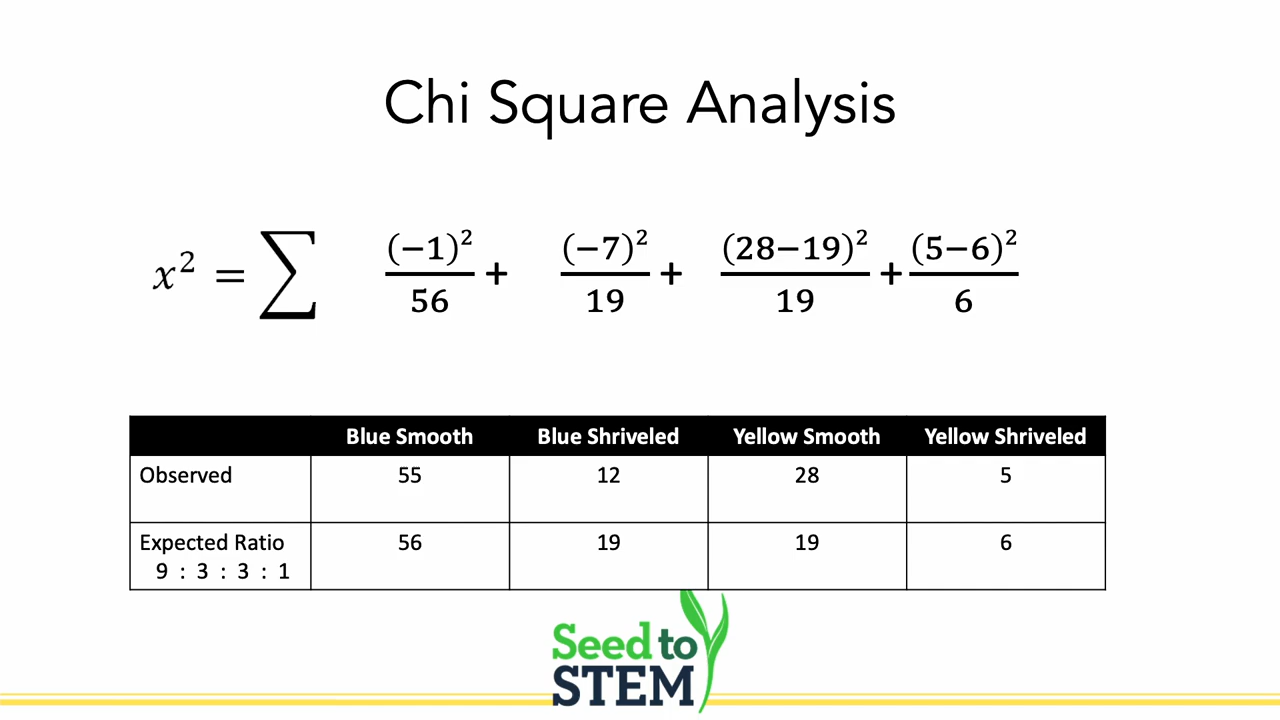 Chi Square Analysis
x² = ∑ (−1)²/56 + (−7)²/19 + (28−19)²/19 + (5−6)²/6
Blue Smooth Blue Shriveled Yellow Smooth Yellow Shriveled
Observed 55 12 28 5
Expected Ratio 56 19 19 6
9 : 3 : 3 : 1
Seed to
STEM